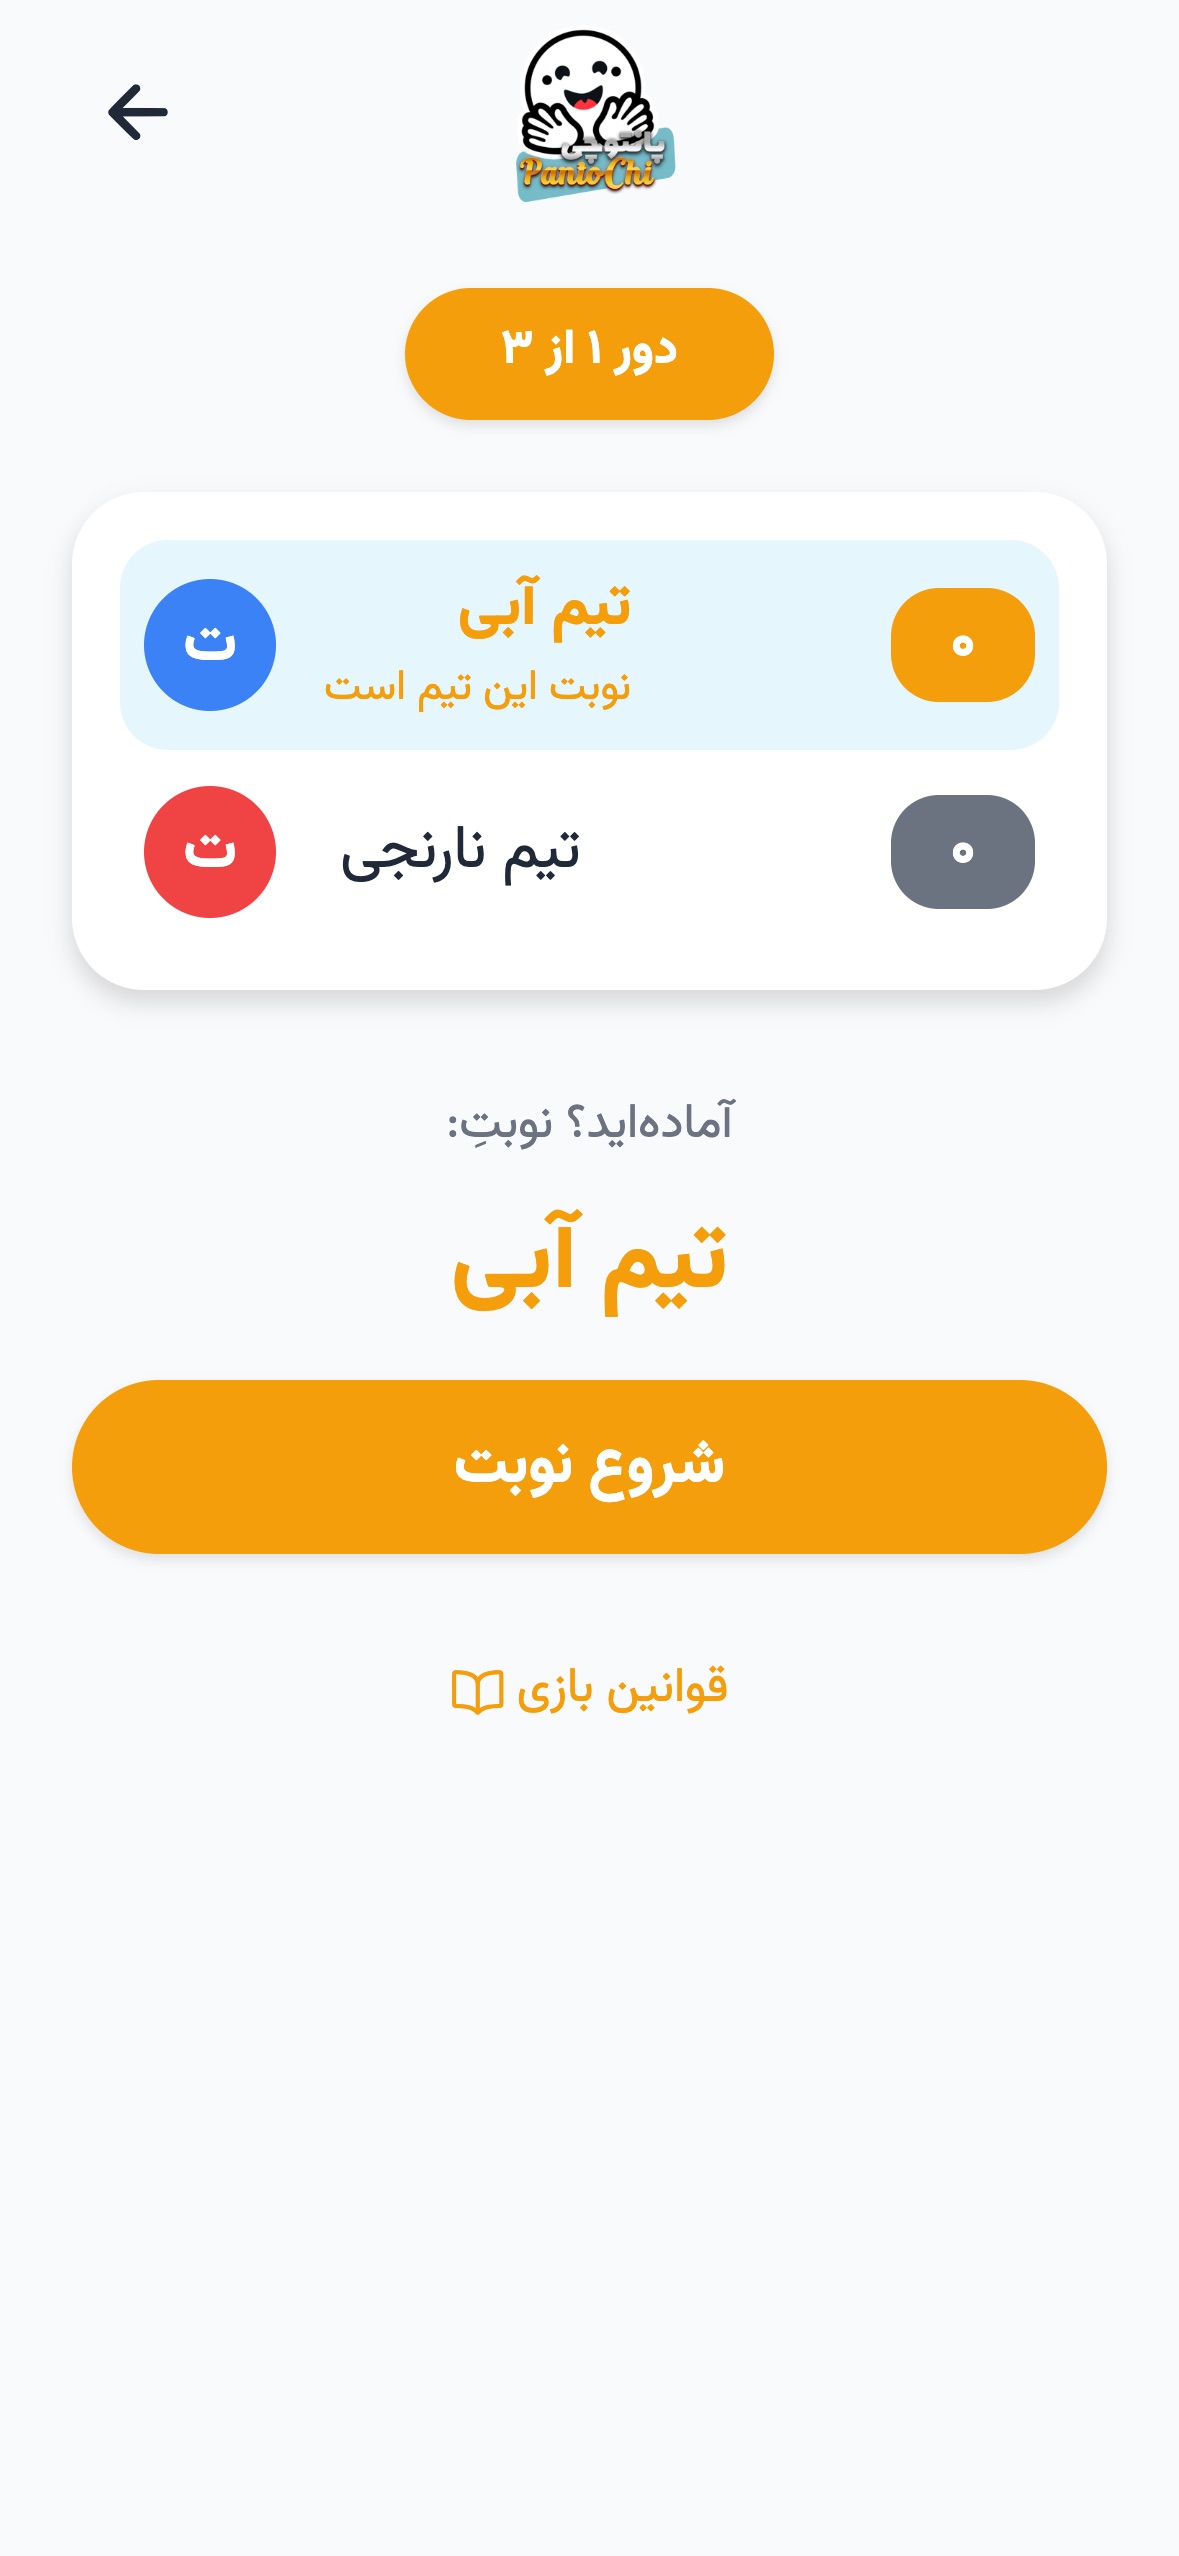 پانتوچی
PantoChi
دور ۱ از ۳
ت
تیم آبی
نوبت این تیم است
۰
ت
تیم نارنجی
۰
آماده‌اید؟ نوبتِ:
تیم آبی
شروع نوبت
قوانین بازی